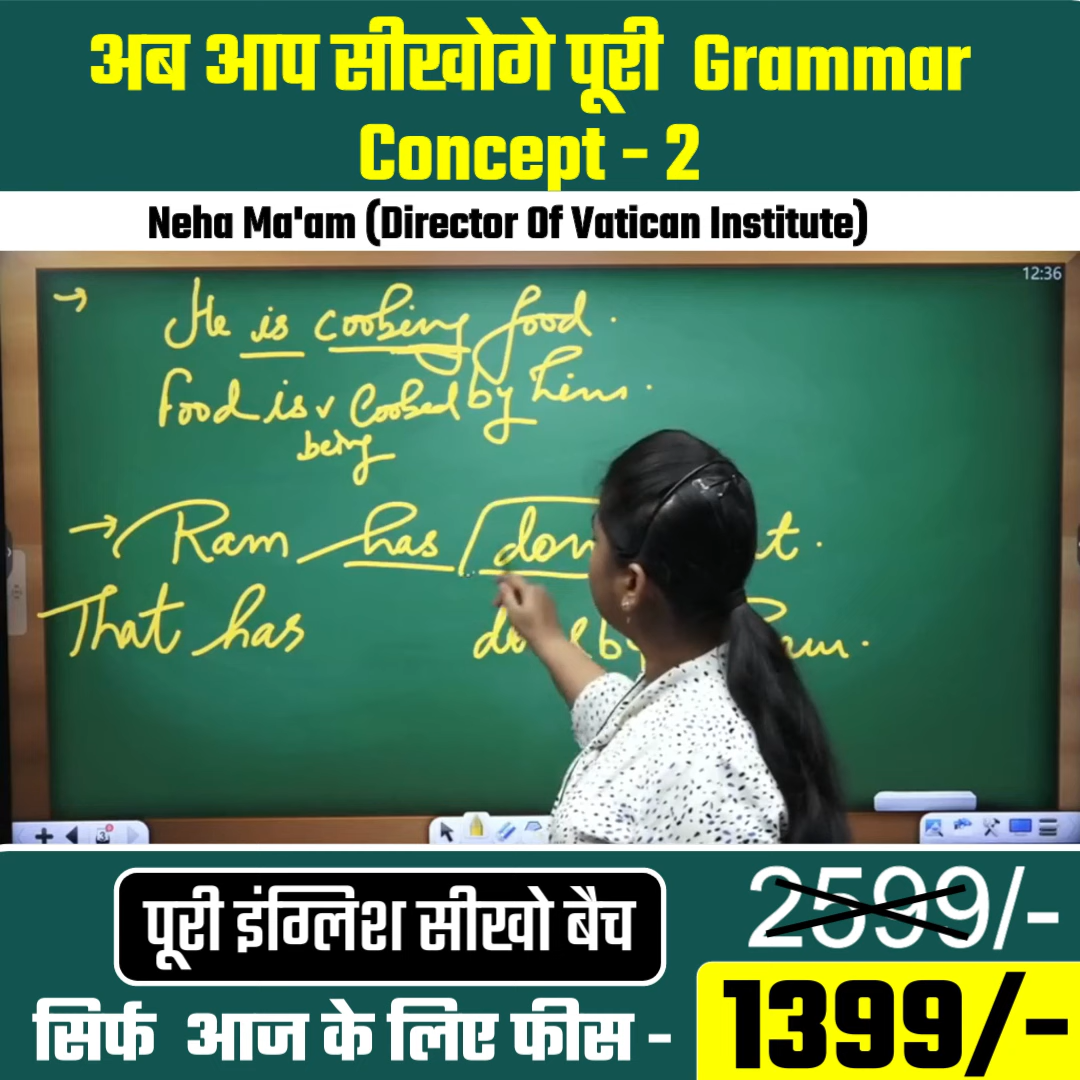 अब आप सीखोगे पूरी Grammar
Concept - 2
Neha Ma'am (Director Of Vatican Institute)
12:36
→ He is cooking food.
Food is ✓ Cooked by him.
being
→ Ram has don t.
That has by
पूरी इंग्लिश सीखो बैच
2599/-
सिर्फ आज के लिए फीस -
1399/-